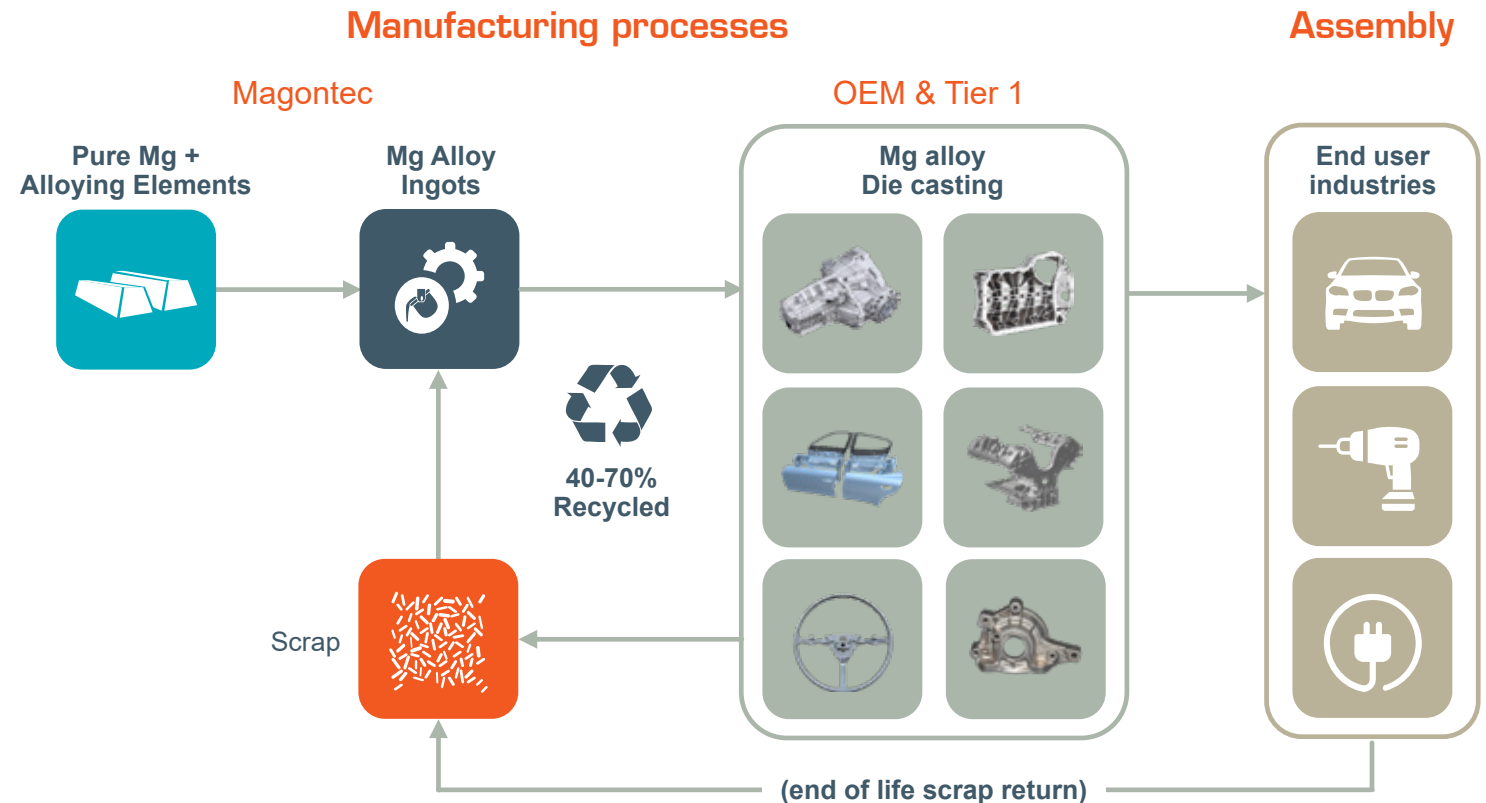 Manufacturing processes
Assembly
Magontec
OEM & Tier 1
Pure Mg +
Alloying Elements
Mg Alloy
Ingots
Mg alloy
Die casting
End user
industries
40-70%
Recycled
Scrap
(end of life scrap return)